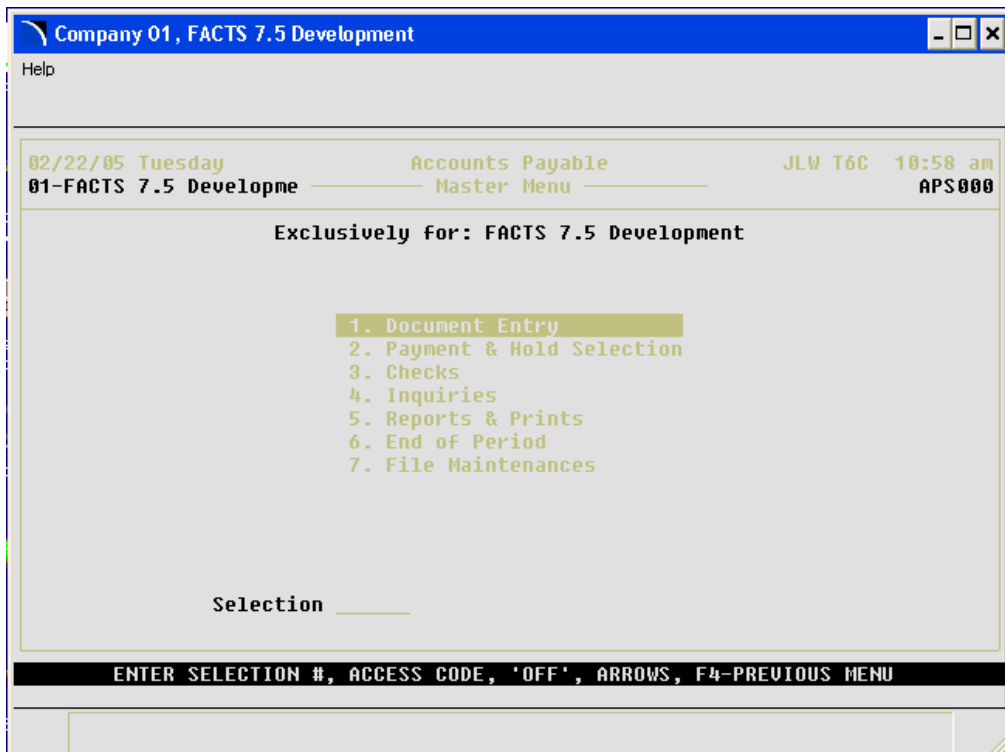 Company 01, FACTS 7.5 Development
Help
02/22/05 Tuesday Accounts Payable JLW T6C 10:58 am
01-FACTS 7.5 Developme Master Menu APS000
Exclusively for: FACTS 7.5 Development
1. Document Entry
2. Payment & Hold Selection
3. Checks
4. Inquiries
5. Reports & Prints
6. End of Period
7. File Maintenances
Selection ______
ENTER SELECTION #, ACCESS CODE, 'OFF', ARROWS, F4-PREVIOUS MENU